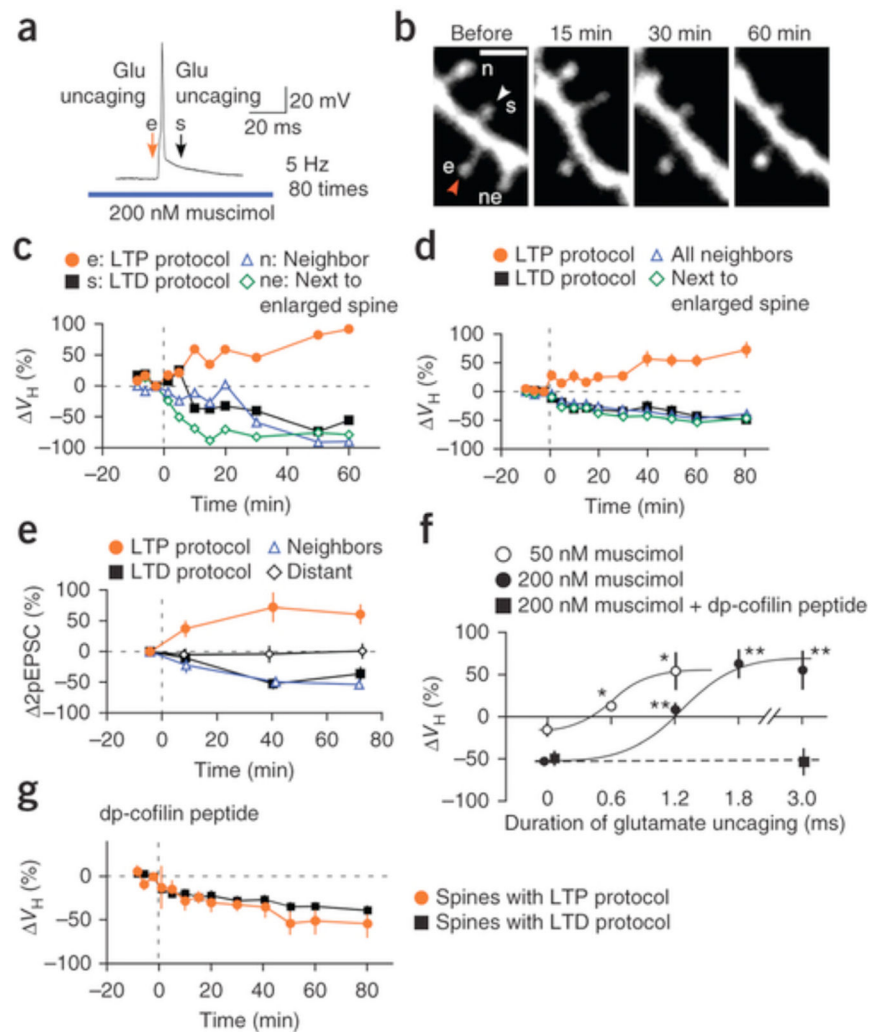 a
Glu uncaging
Glu uncaging
e
s
20 mV
20 ms
5 Hz
80 times
200 nM muscimol
b
Before
15 min
30 min
60 min
n
s
e
ne
c
e: LTP protocol
n: Neighbor
s: LTD protocol
ne: Next to enlarged spine
ΔVH (%)
100
50
0
−50
−100
−20
0
20
40
60
Time (min)
d
LTP protocol
All neighbors
LTD protocol
Next to enlarged spine
ΔVH (%)
100
50
0
−50
−100
−20
0
20
40
60
80
Time (min)
e
LTP protocol
Neighbors
LTD protocol
Distant
Δ2pEPSC (%)
100
50
0
−50
−100
−20
0
20
40
60
80
Time (min)
f
50 nM muscimol
200 nM muscimol
200 nM muscimol + dp-cofilin peptide
ΔVH (%)
100
50
0
−50
−100
*
*
**
**
**
0
0.6
1.2
1.8
3.0
Duration of glutamate uncaging (ms)
g
dp-cofilin peptide
ΔVH (%)
0
−50
−100
−20
0
20
40
60
80
Time (min)
Spines with LTP protocol
Spines with LTD protocol